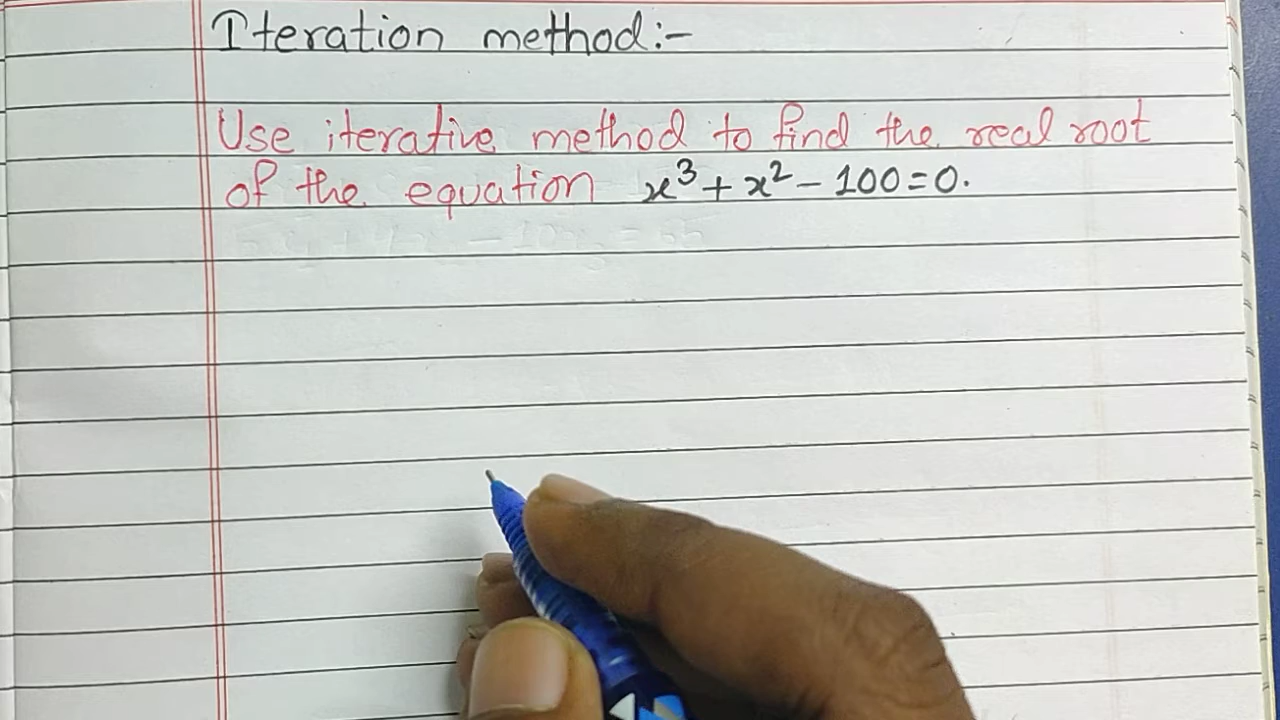 Iteration method:-
Use iterative method to find the real root
of the equation x³ + x² - 100 = 0.